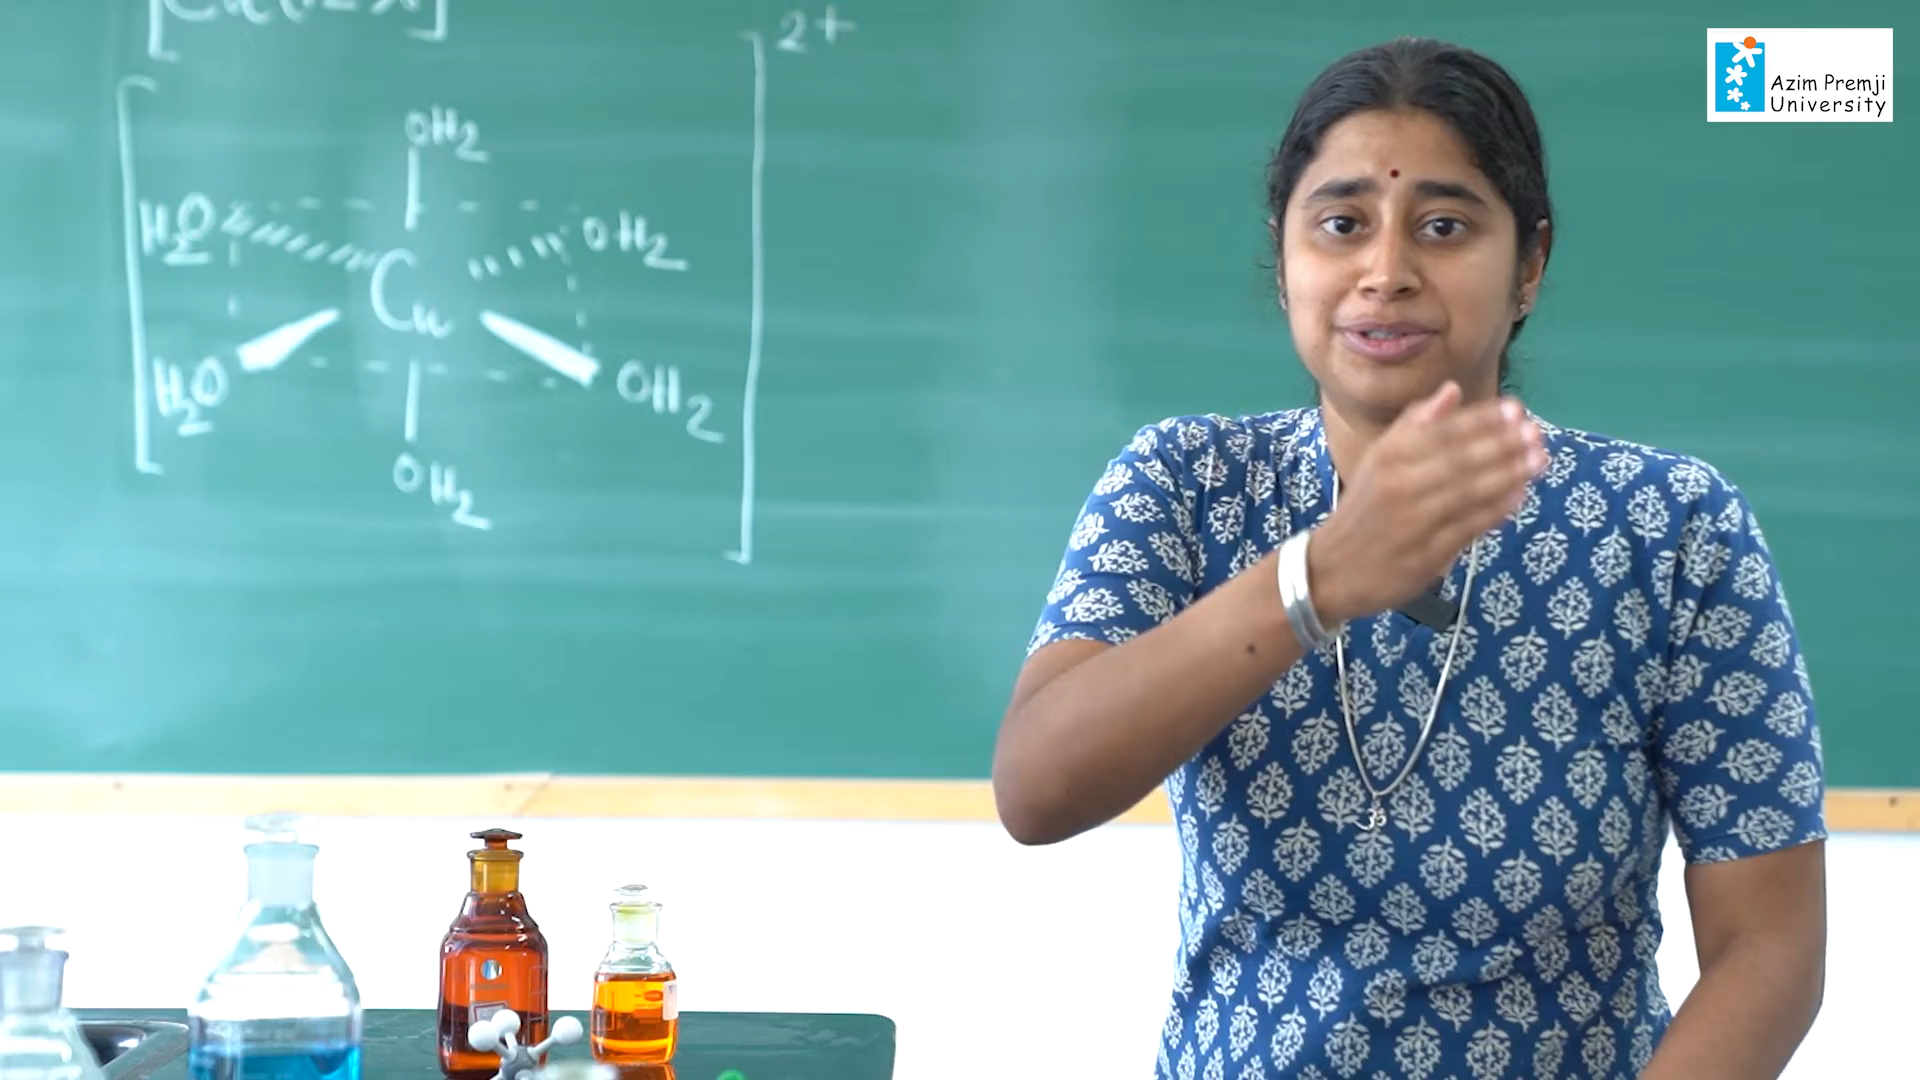 2+
OH2
H2O OH2
Cu
H2O OH2
OH2
Azim Premji
University